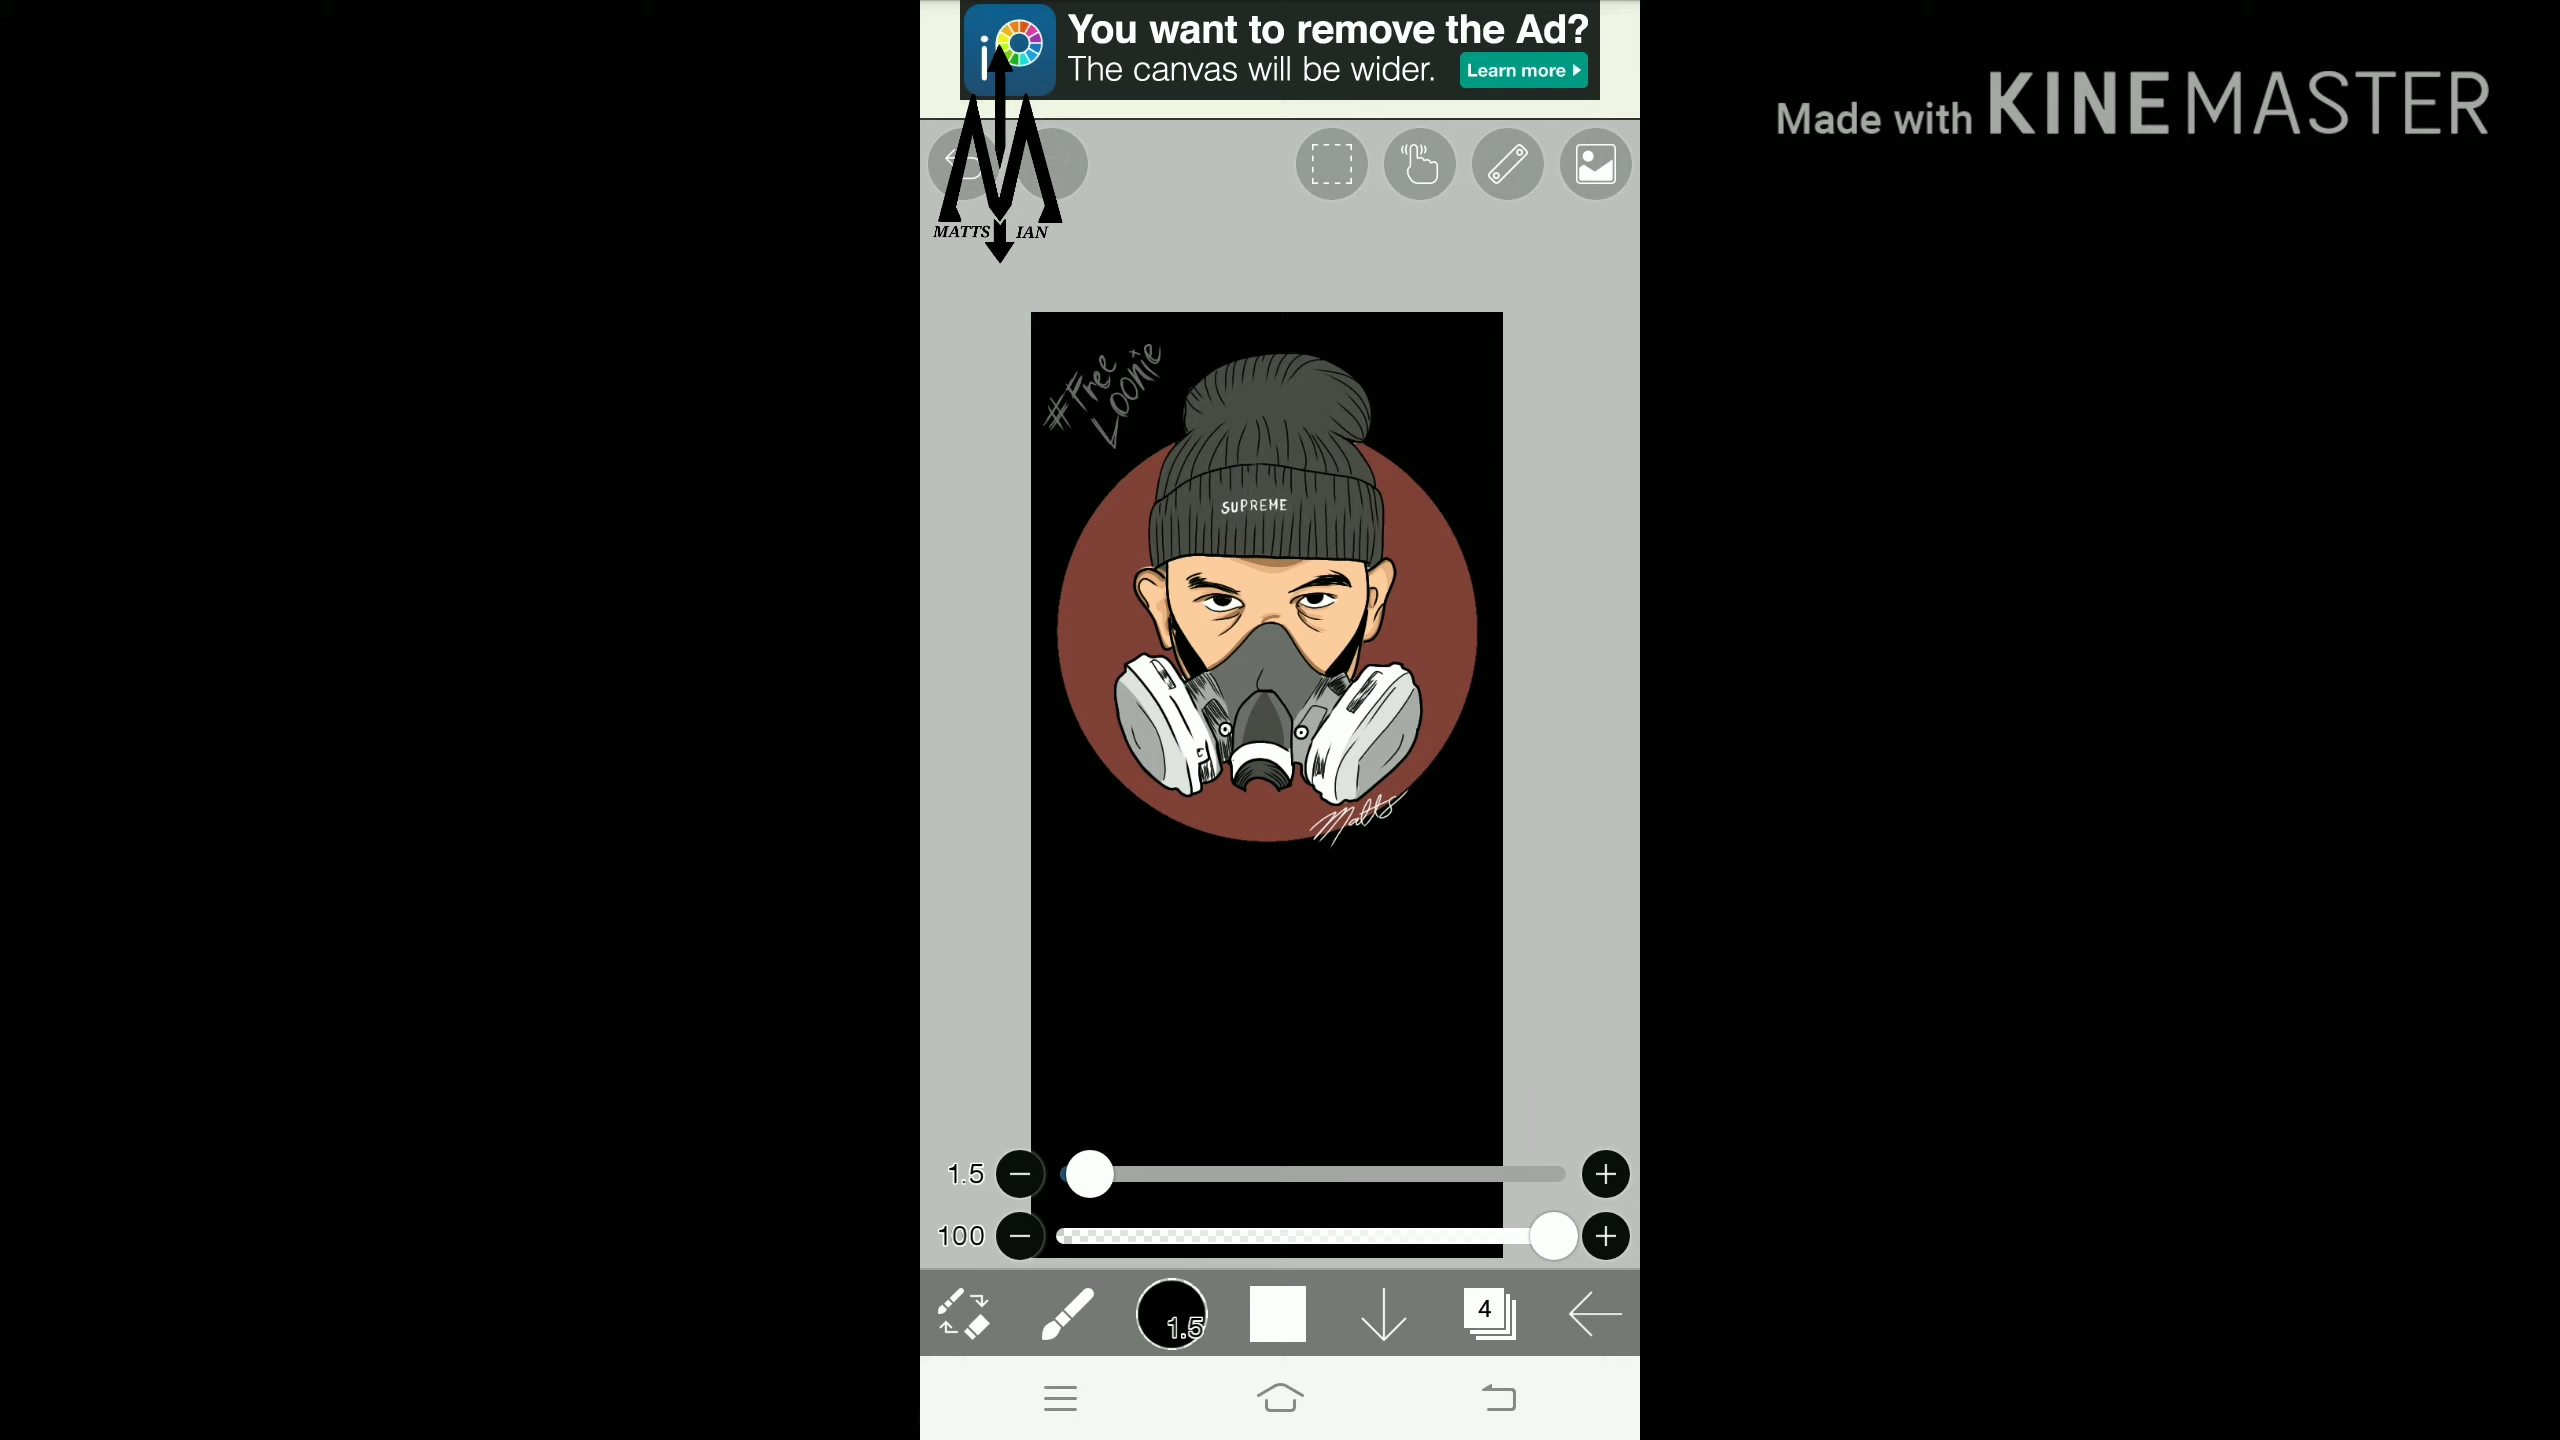 You want to remove the Ad?
The canvas will be wider.
Learn more
Made with KINEMASTER
MATTS IAN
#Free
Loonie
SUPREME
Matts
1.5
100
1.5
4